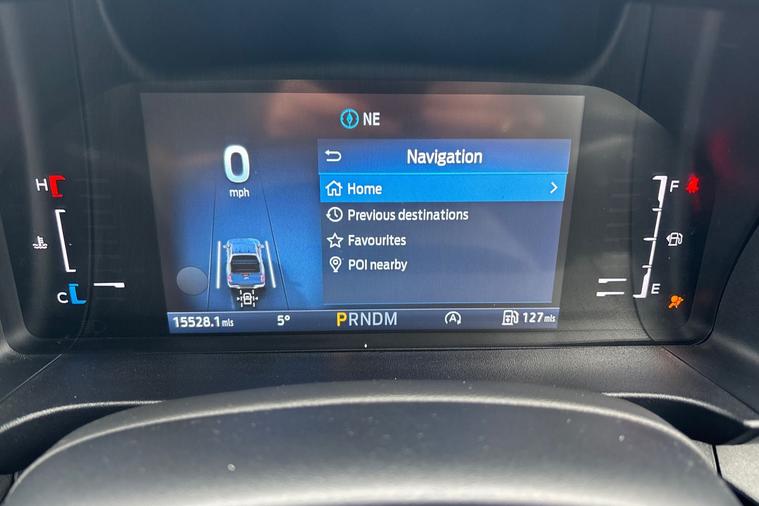 NE
0
mph
Navigation
Home
Previous destinations
Favourites
POI nearby
H
C
F
E
15528.1 mls
5°
PRNDM
A
127 mls